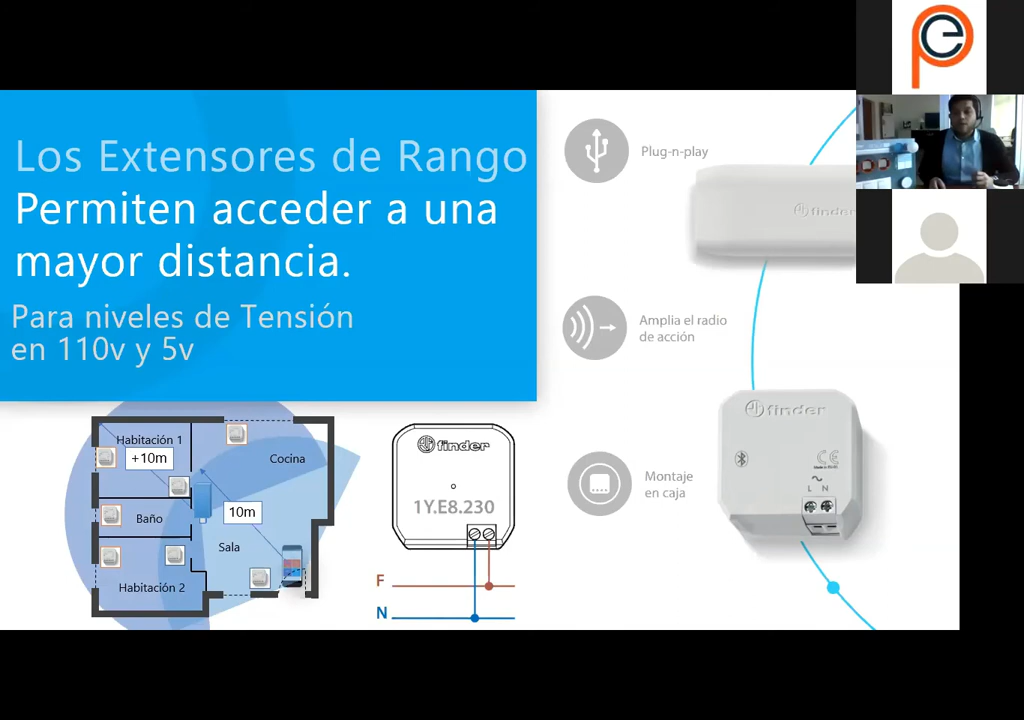 Los Extensores de Rango
Permiten acceder a una
mayor distancia.
Para niveles de Tensión
en 110v y 5v
Plug-n-play
finder
Amplia el radio
de acción
Montaje
en caja
finder
CE
L N
Habitación 1
+10m
Cocina
Baño
10m
Sala
Habitación 2
finder
1Y.E8.230
F
N